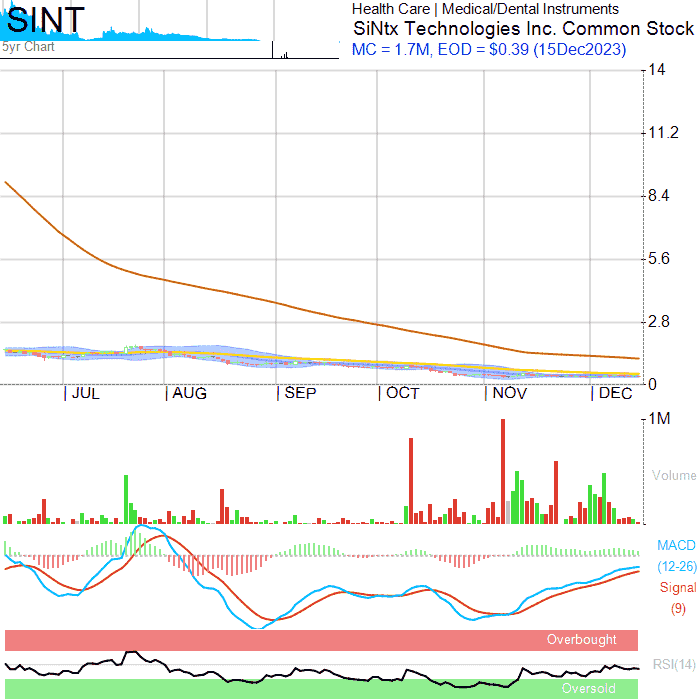 SINT
5yr Chart
Health Care | Medical/Dental Instruments
SiNtx Technologies Inc. Common Stock
MC = 1.7M, EOD = $0.39 (15Dec2023)
14
11.2
8.4
5.6
2.8
0
JUL
AUG
SEP
OCT
NOV
DEC
1M
Volume
MACD
(12-26)
Signal
(9)
Overbought
RSI(14)
Oversold